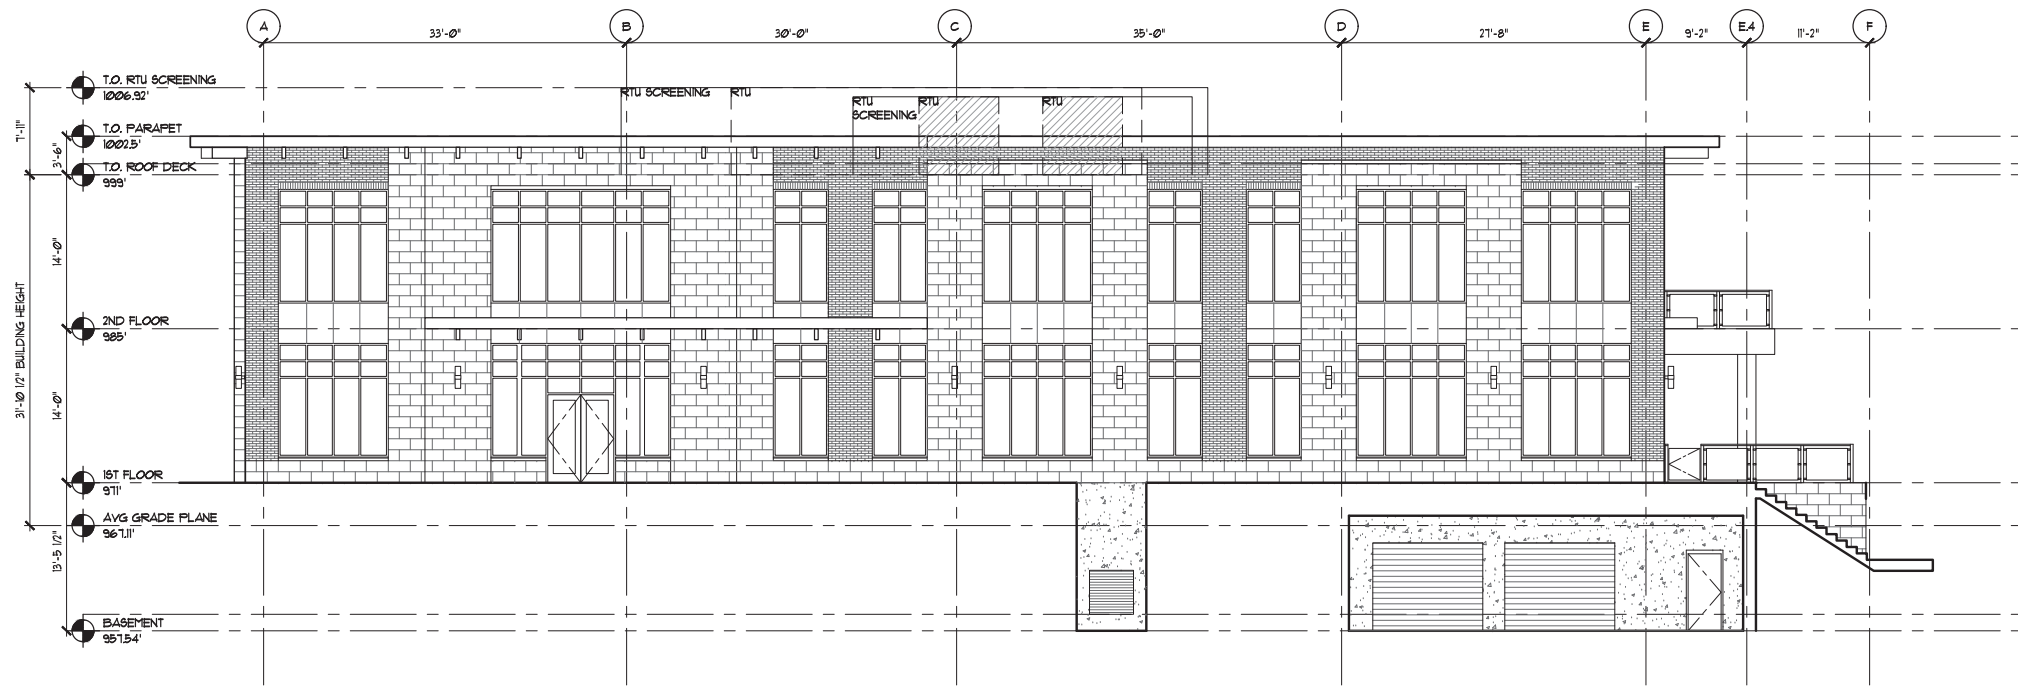 A B C D E E.4 F
33'-0" 30'-0" 35'-0" 27'-8" 9'-2" 11'-2"
T.O. RTU SCREENING
1006.92'
RTU SCREENING RTU
RTU
SCREENING
RTU
RTU
7'-11"
T.O. PARAPET
1002.5'
3'-6"
T.O. ROOF DECK
999'
14'-0"
2ND FLOOR
985'
31'-10 1/2" BUILDING HEIGHT
14'-0"
1ST FLOOR
971'
AVG GRADE PLANE
967.11'
13'-5 1/2"
BASEMENT
957.54'